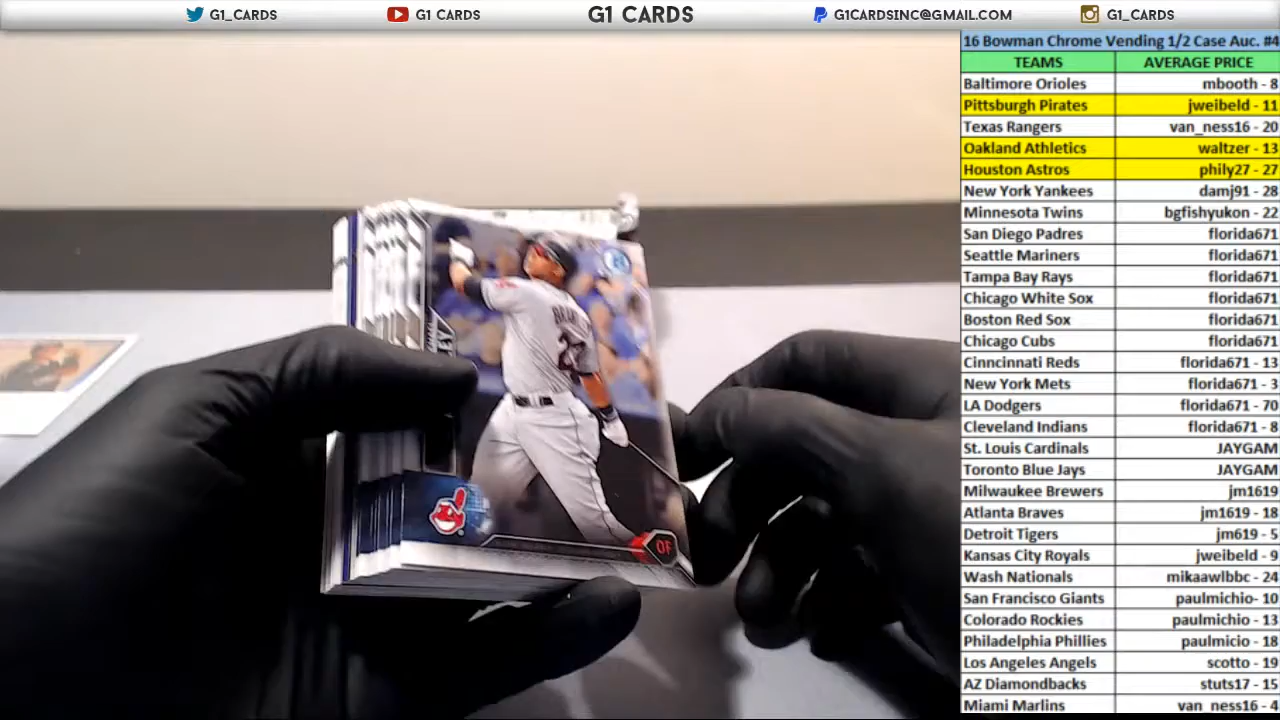 G1_CARDS
G1 CARDS
G1 CARDS
G1CARDSINC@GMAIL.COM
G1_CARDS
16 Bowman Chrome Vending 1/2 Case Auc. #4
TEAMS AVERAGE PRICE
Baltimore Orioles mbooth - 8
Pittsburgh Pirates jweibeld - 11
Texas Rangers van_ness16 - 20
Oakland Athletics waltzer - 13
Houston Astros phily27 - 27
New York Yankees damj91 - 28
Minnesota Twins bgfishyukon - 22
San Diego Padres florida671
Seattle Mariners florida671
Tampa Bay Rays florida671
Chicago White Sox florida671
Boston Red Sox florida671
Chicago Cubs florida671
Cinncinnati Reds florida671 - 13
New York Mets florida671 - 3
LA Dodgers florida671 - 70
Cleveland Indians florida671 - 8
St. Louis Cardinals JAYGAM
Toronto Blue Jays JAYGAM
Milwaukee Brewers jm1619
Atlanta Braves jm1619 - 18
Detroit Tigers jm619 - 5
Kansas City Royals jweibeld - 9
Wash Nationals mikaawlbbc - 24
San Francisco Giants paulmichio- 10
Colorado Rockies paulmichio - 13
Philadelphia Phillies paulmicio - 18
Los Angeles Angels scotto - 19
AZ Diamondbacks stuts17 - 15
Miami Marlins van_ness16 - 4
OF